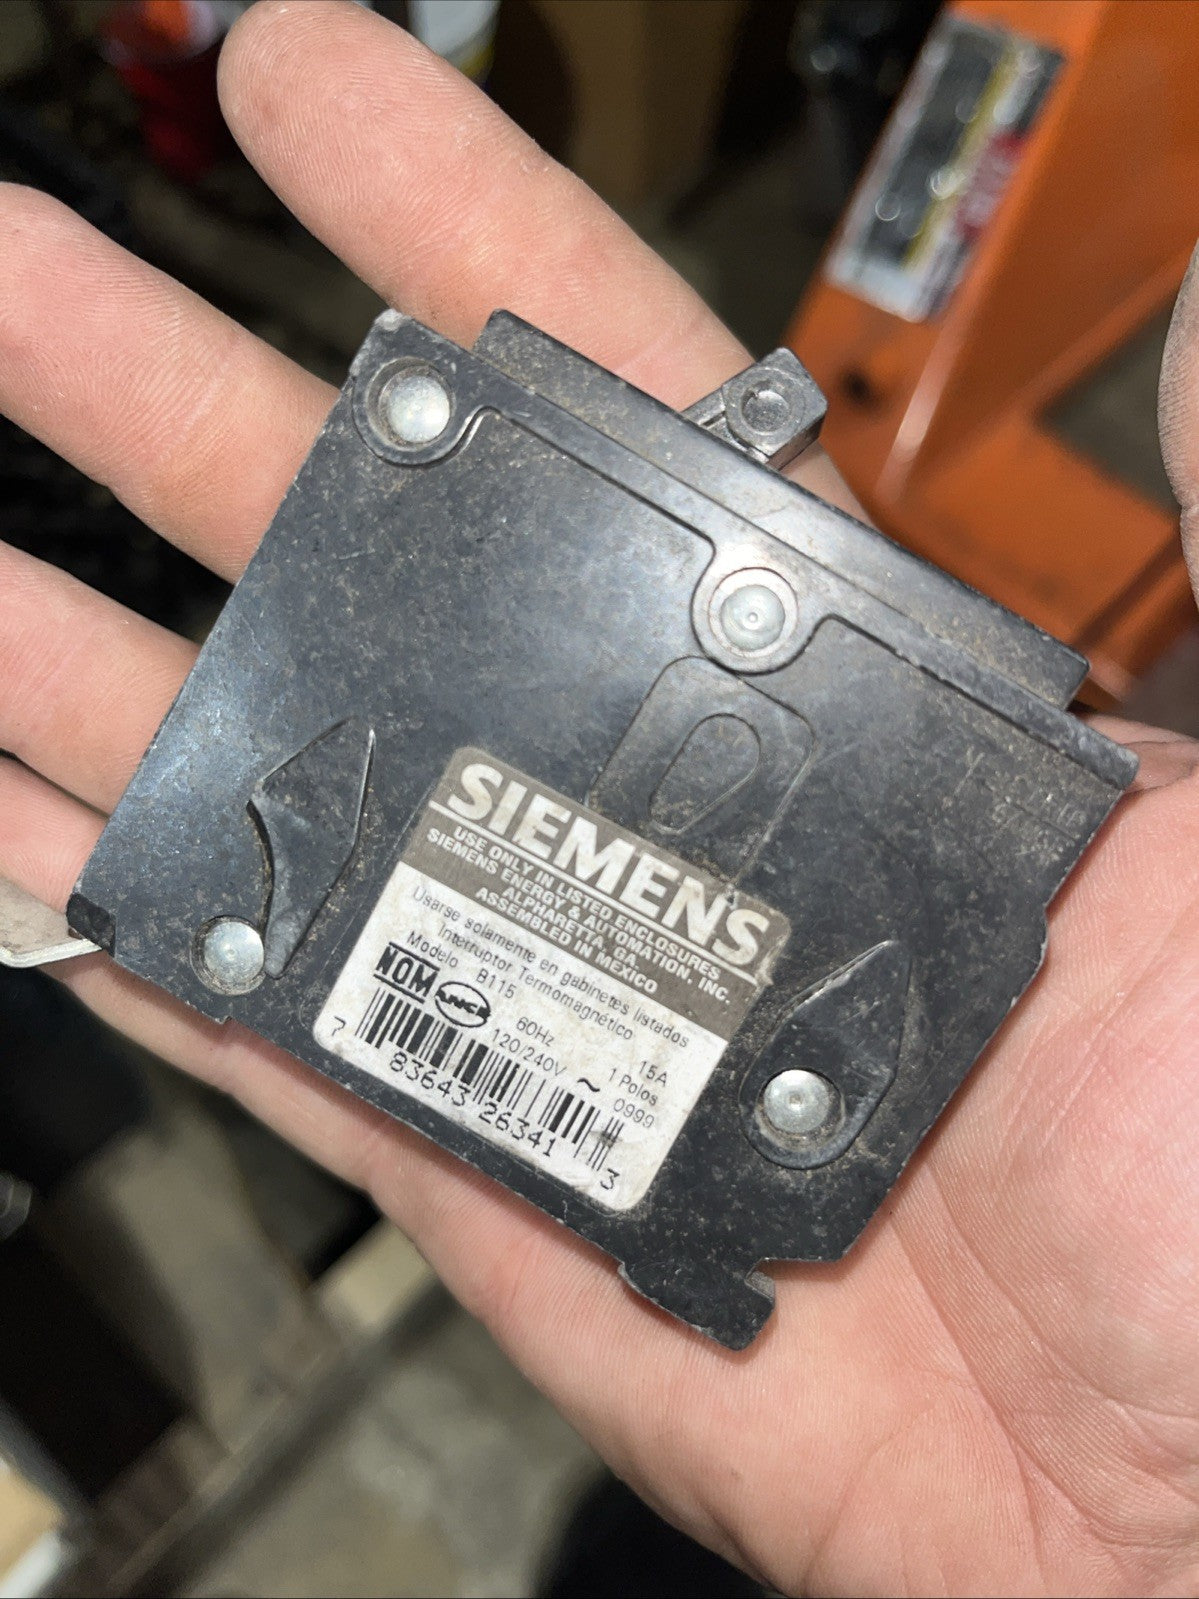 SIEMENS
USE ONLY IN LISTED ENCLOSURES
SIEMENS ENERGY & AUTOMATION, INC.
ALPHARETTA, GA.
ASSEMBLED IN MEXICO
Usarse solamente en gabinetes listados
Interruptor Termomagnético
Modelo B115 60Hz 15A
NOM ANCE 120/240V ~ 1 Polos
0999
7 83643 26341 3